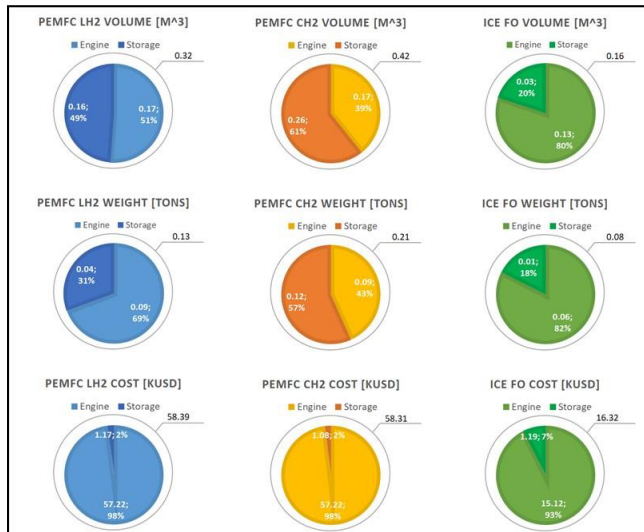 PEMFC LH2 VOLUME [M^3]
Engine Storage
0.32
0.16;
49%
0.17;
51%
PEMFC CH2 VOLUME [M^3]
Engine Storage
0.42
0.17;
39%
0.26;
61%
ICE FO VOLUME [M^3]
Engine Storage
0.16
0.03;
20%
0.13;
80%
PEMFC LH2 WEIGHT [TONS]
Engine Storage
0.13
0.04;
31%
0.09;
69%
PEMFC CH2 WEIGHT [TONS]
Engine Storage
0.21
0.09;
43%
0.12;
57%
ICE FO WEIGHT [TONS]
Engine Storage
0.08
0.01;
18%
0.06;
82%
PEMFC LH2 COST [KUSD]
Engine Storage
58.39
1.17; 2%
57.22;
98%
PEMFC CH2 COST [KUSD]
Engine Storage
58.31
1.08; 2%
57.22;
98%
ICE FO COST [KUSD]
Engine Storage
16.32
1.19; 7%
15.12;
93%